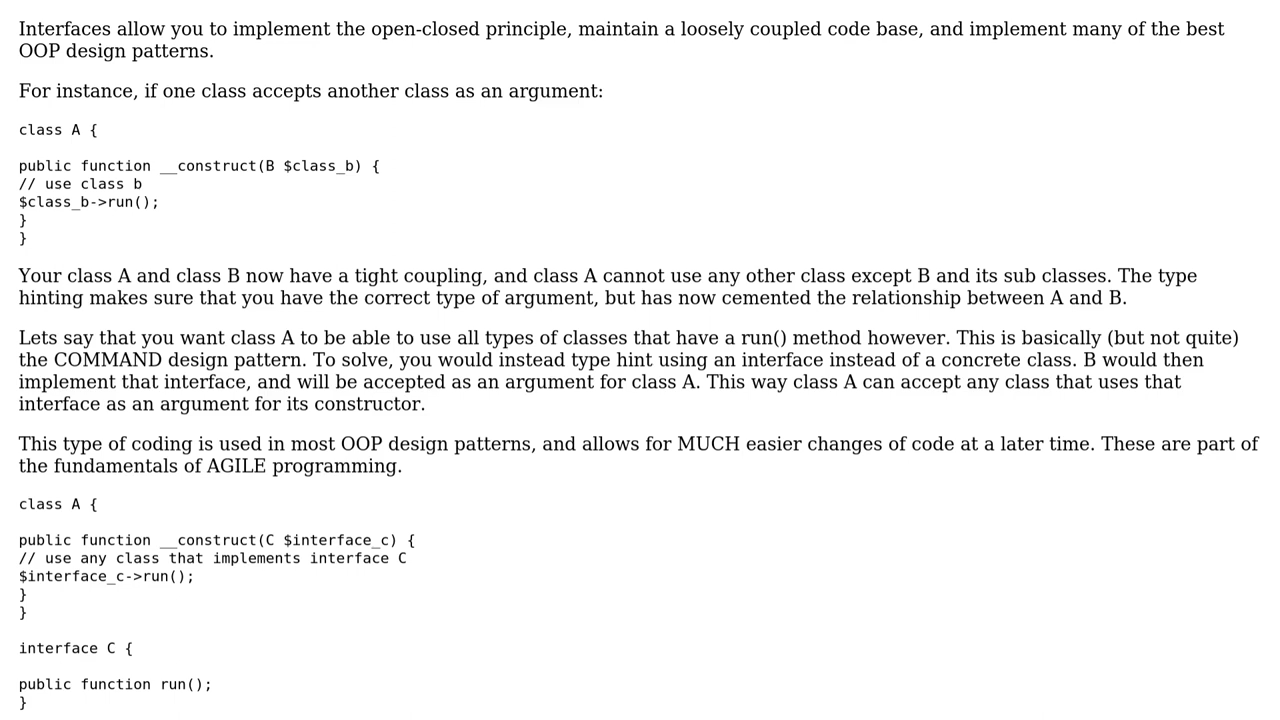 Interfaces allow you to implement the open-closed principle, maintain a loosely coupled code base, and implement many of the best
OOP design patterns.
For instance, if one class accepts another class as an argument:
class A {
public function __construct(B $class_b) {
// use class b
$class_b->run();
}
}
Your class A and class B now have a tight coupling, and class A cannot use any other class except B and its sub classes. The type
hinting makes sure that you have the correct type of argument, but has now cemented the relationship between A and B.
Lets say that you want class A to be able to use all types of classes that have a run() method however. This is basically (but not quite)
the COMMAND design pattern. To solve, you would instead type hint using an interface instead of a concrete class. B would then
implement that interface, and will be accepted as an argument for class A. This way class A can accept any class that uses that
interface as an argument for its constructor.
This type of coding is used in most OOP design patterns, and allows for MUCH easier changes of code at a later time. These are part of
the fundamentals of AGILE programming.
class A {
public function __construct(C $interface_c) {
// use any class that implements interface C
$interface_c->run();
}
}
interface C {
public function run();
}